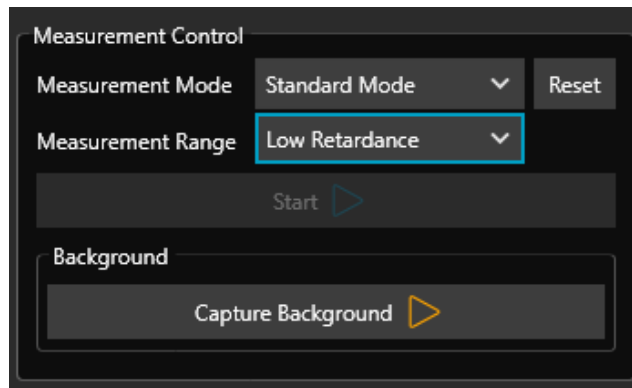 Measurement Control
Measurement Mode Standard Mode Reset
Measurement Range Low Retardance
Start
Background
Capture Background